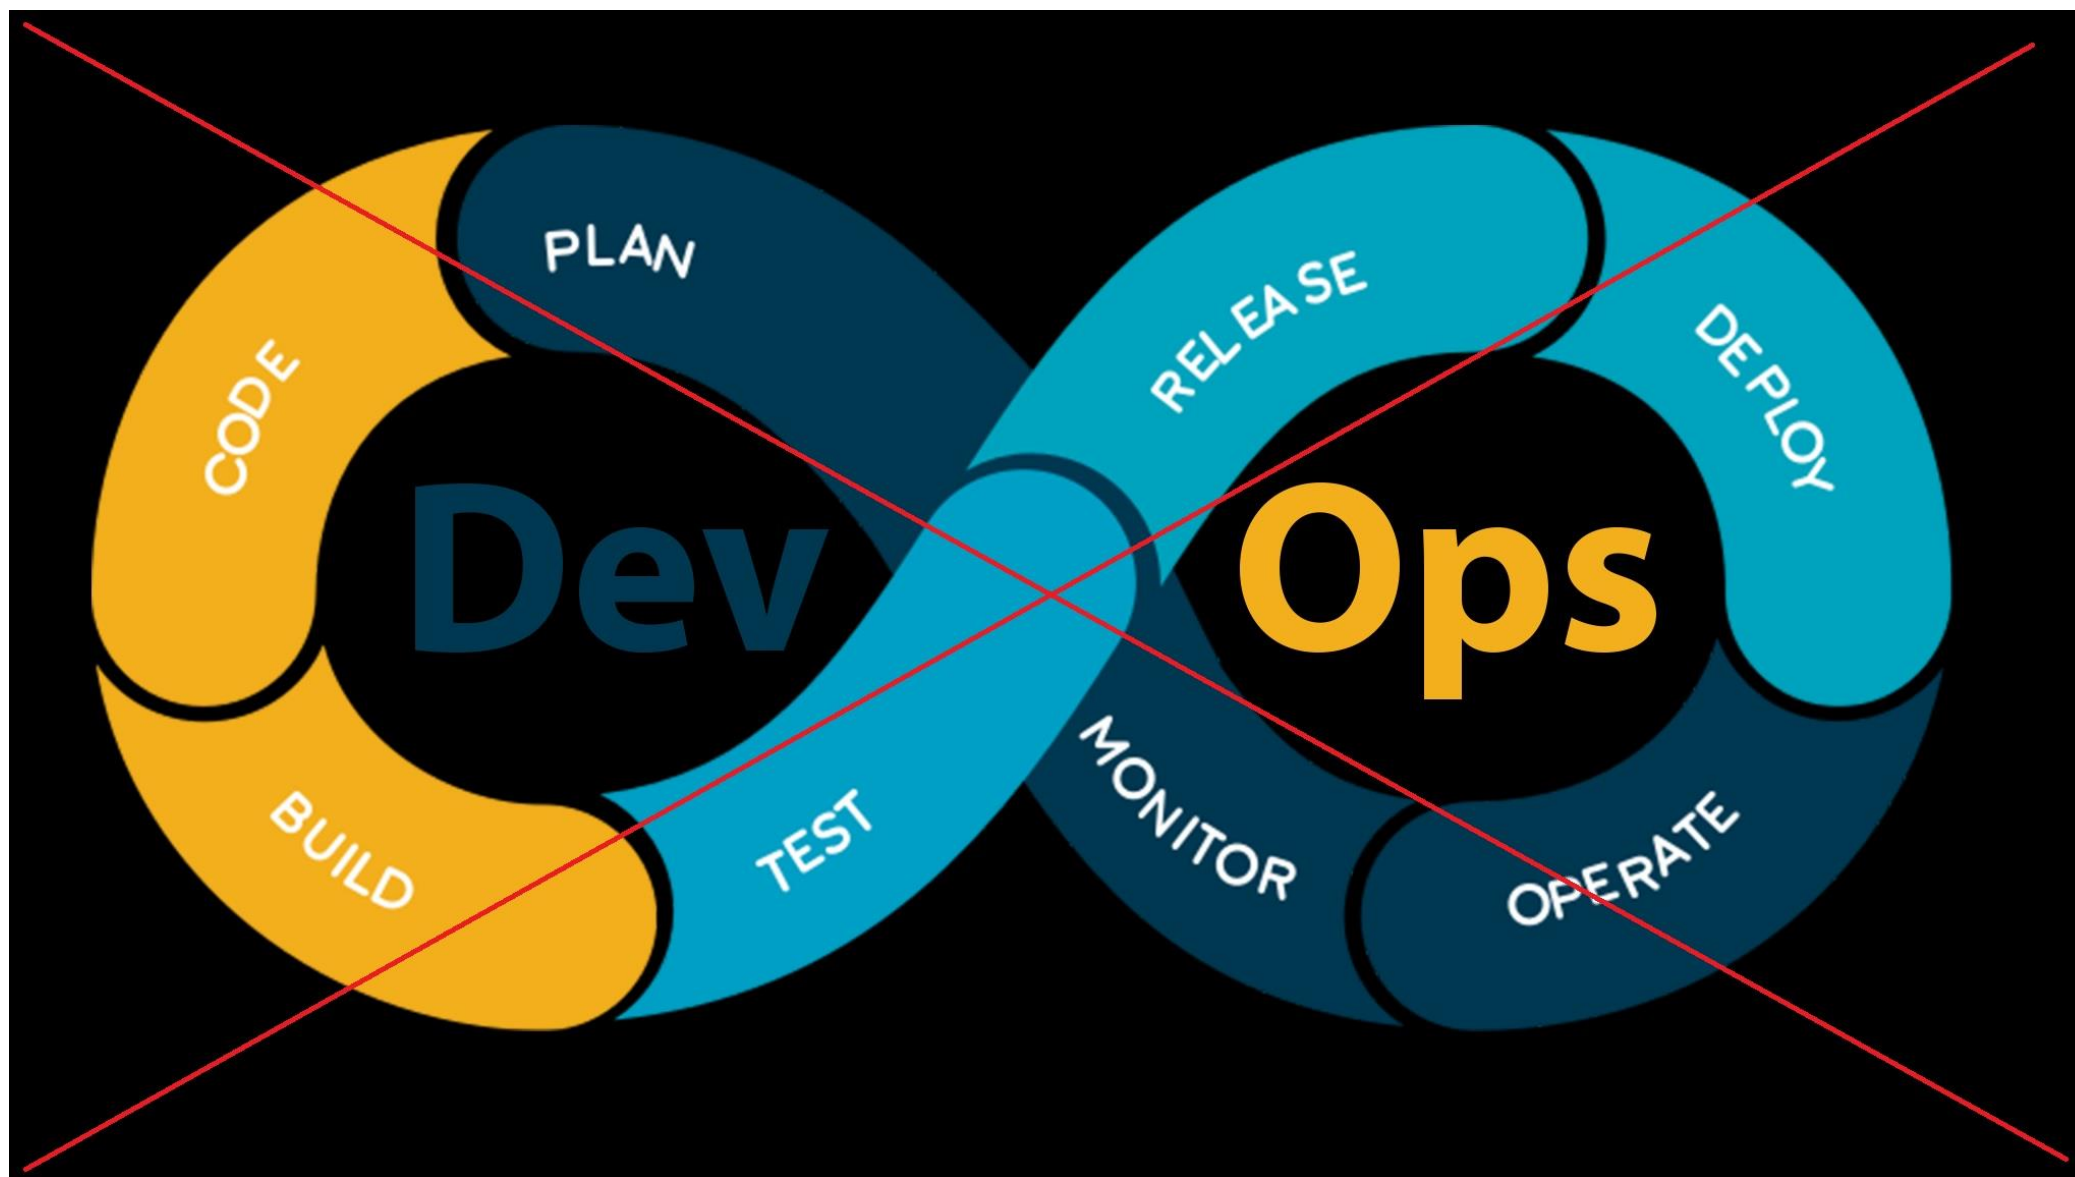 PLAN
CODE
BUILD
TEST
RELEASE
DEPLOY
OPERATE
MONITOR
Dev
Ops